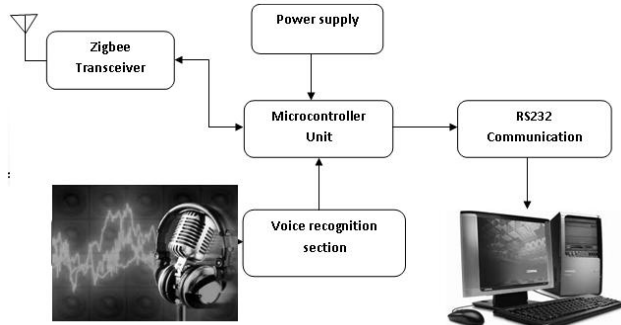 Power supply
Zigbee
Transceiver
Microcontroller
Unit
RS232
Communication
Voice recognition
section